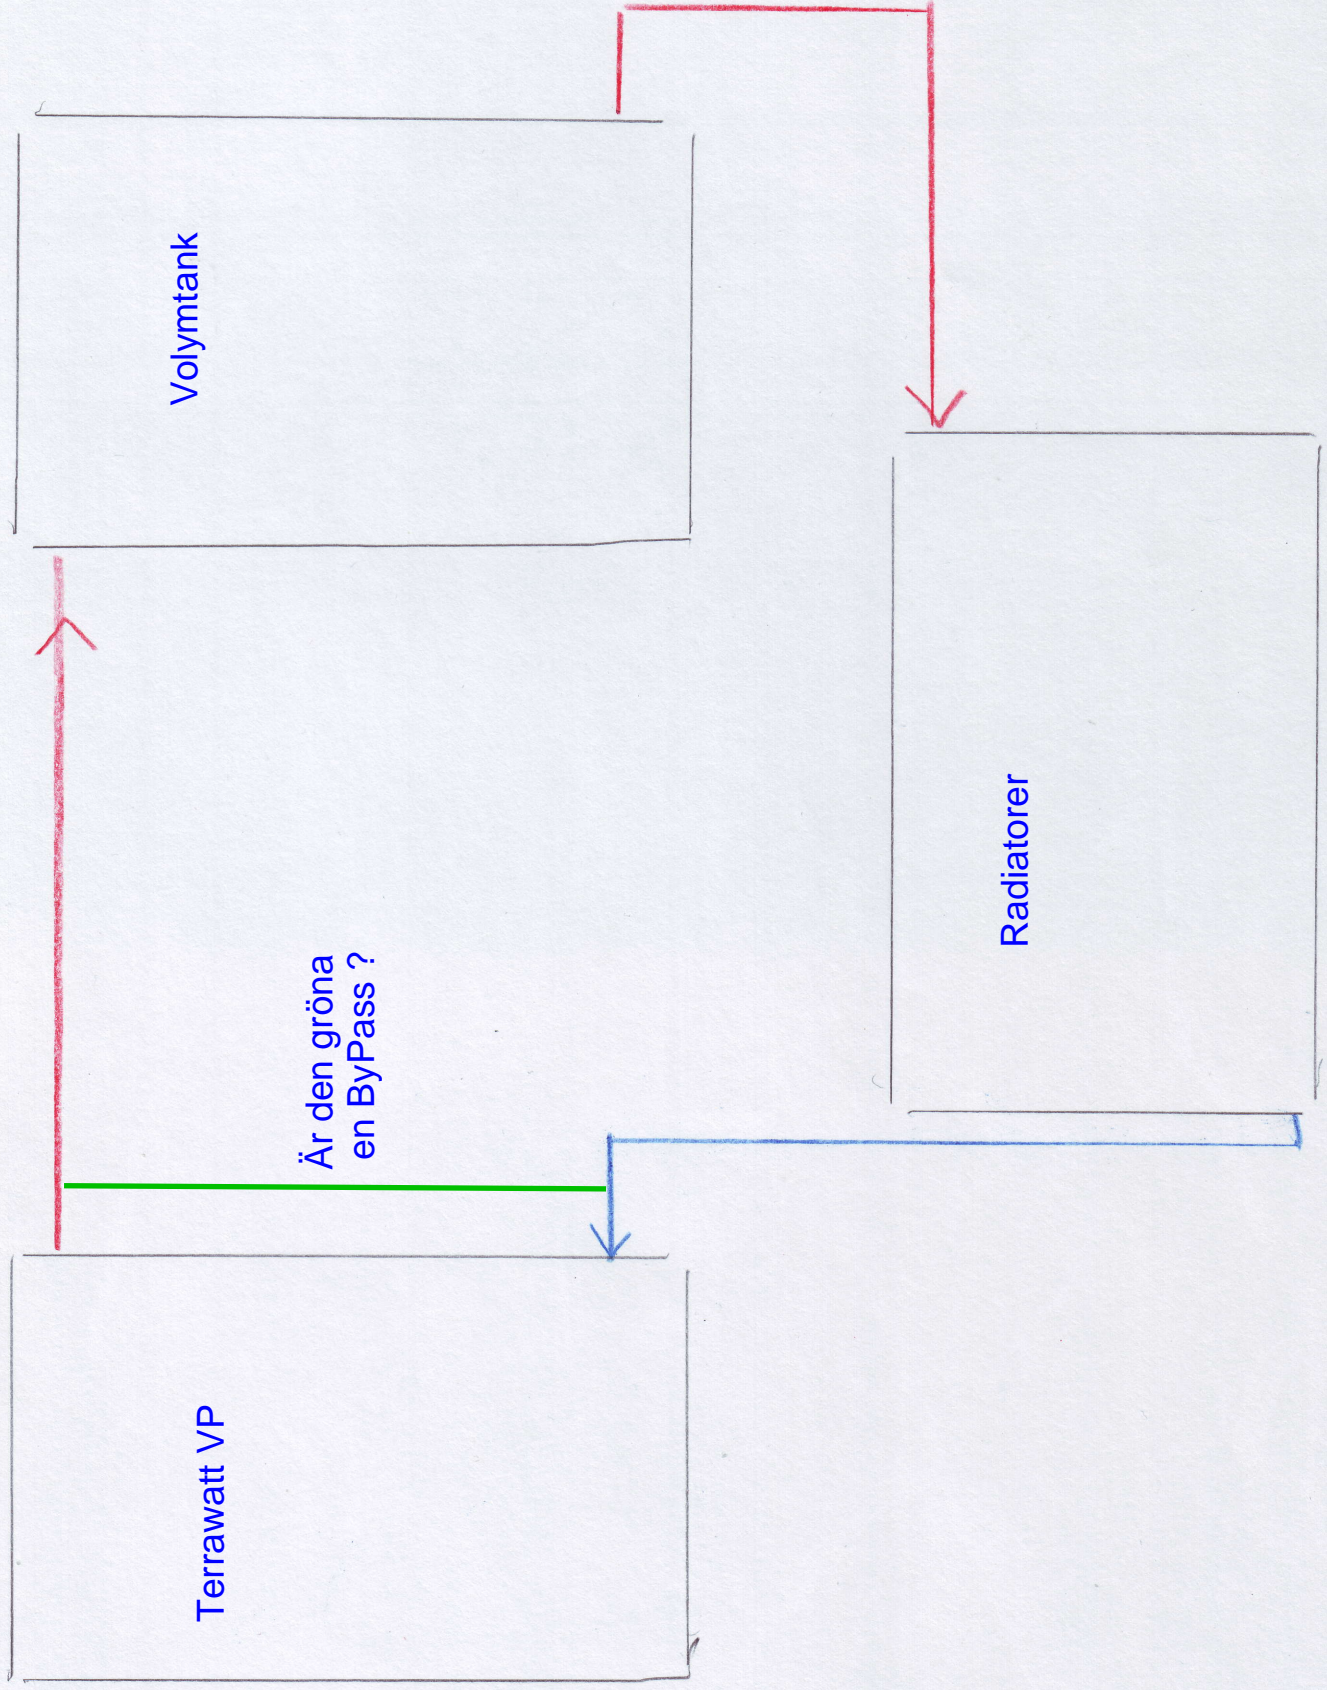 Terrawatt VP
Är den gröna
en ByPass ?
Volymtank
Radiatorer